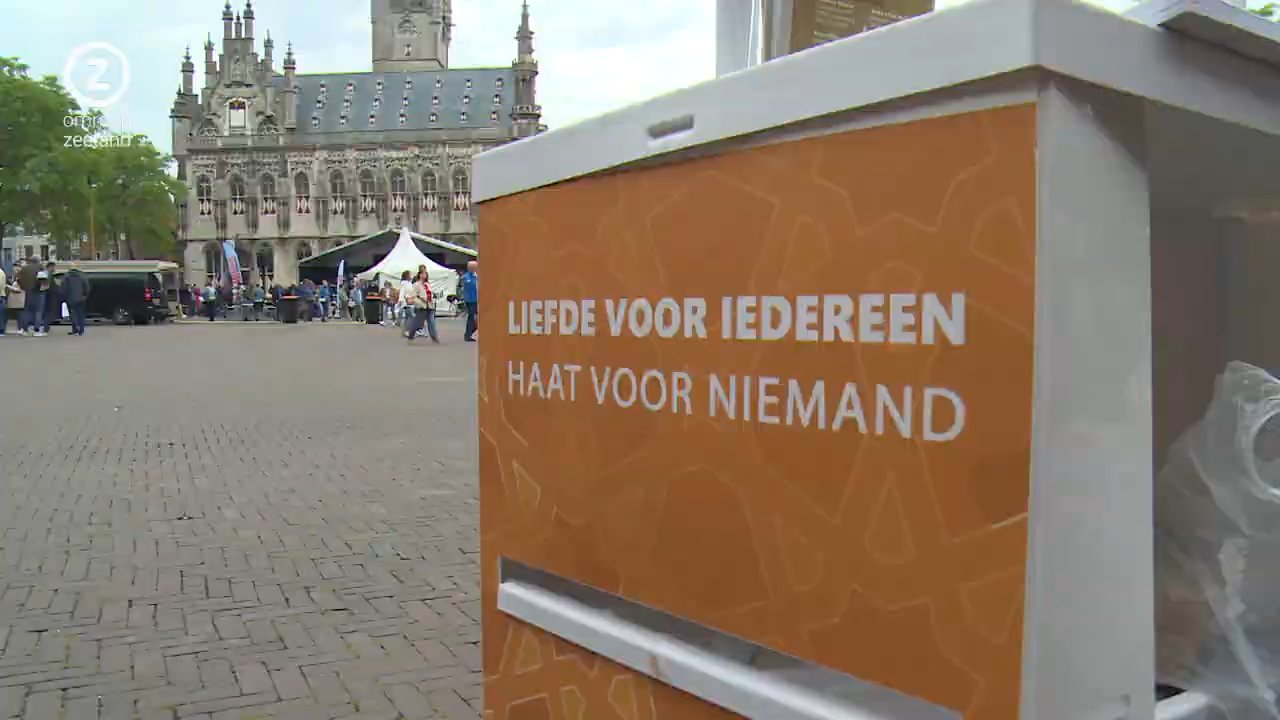 Z
omroep
zeeland
LIEFDE VOOR IEDEREEN
HAAT VOOR NIEMAND